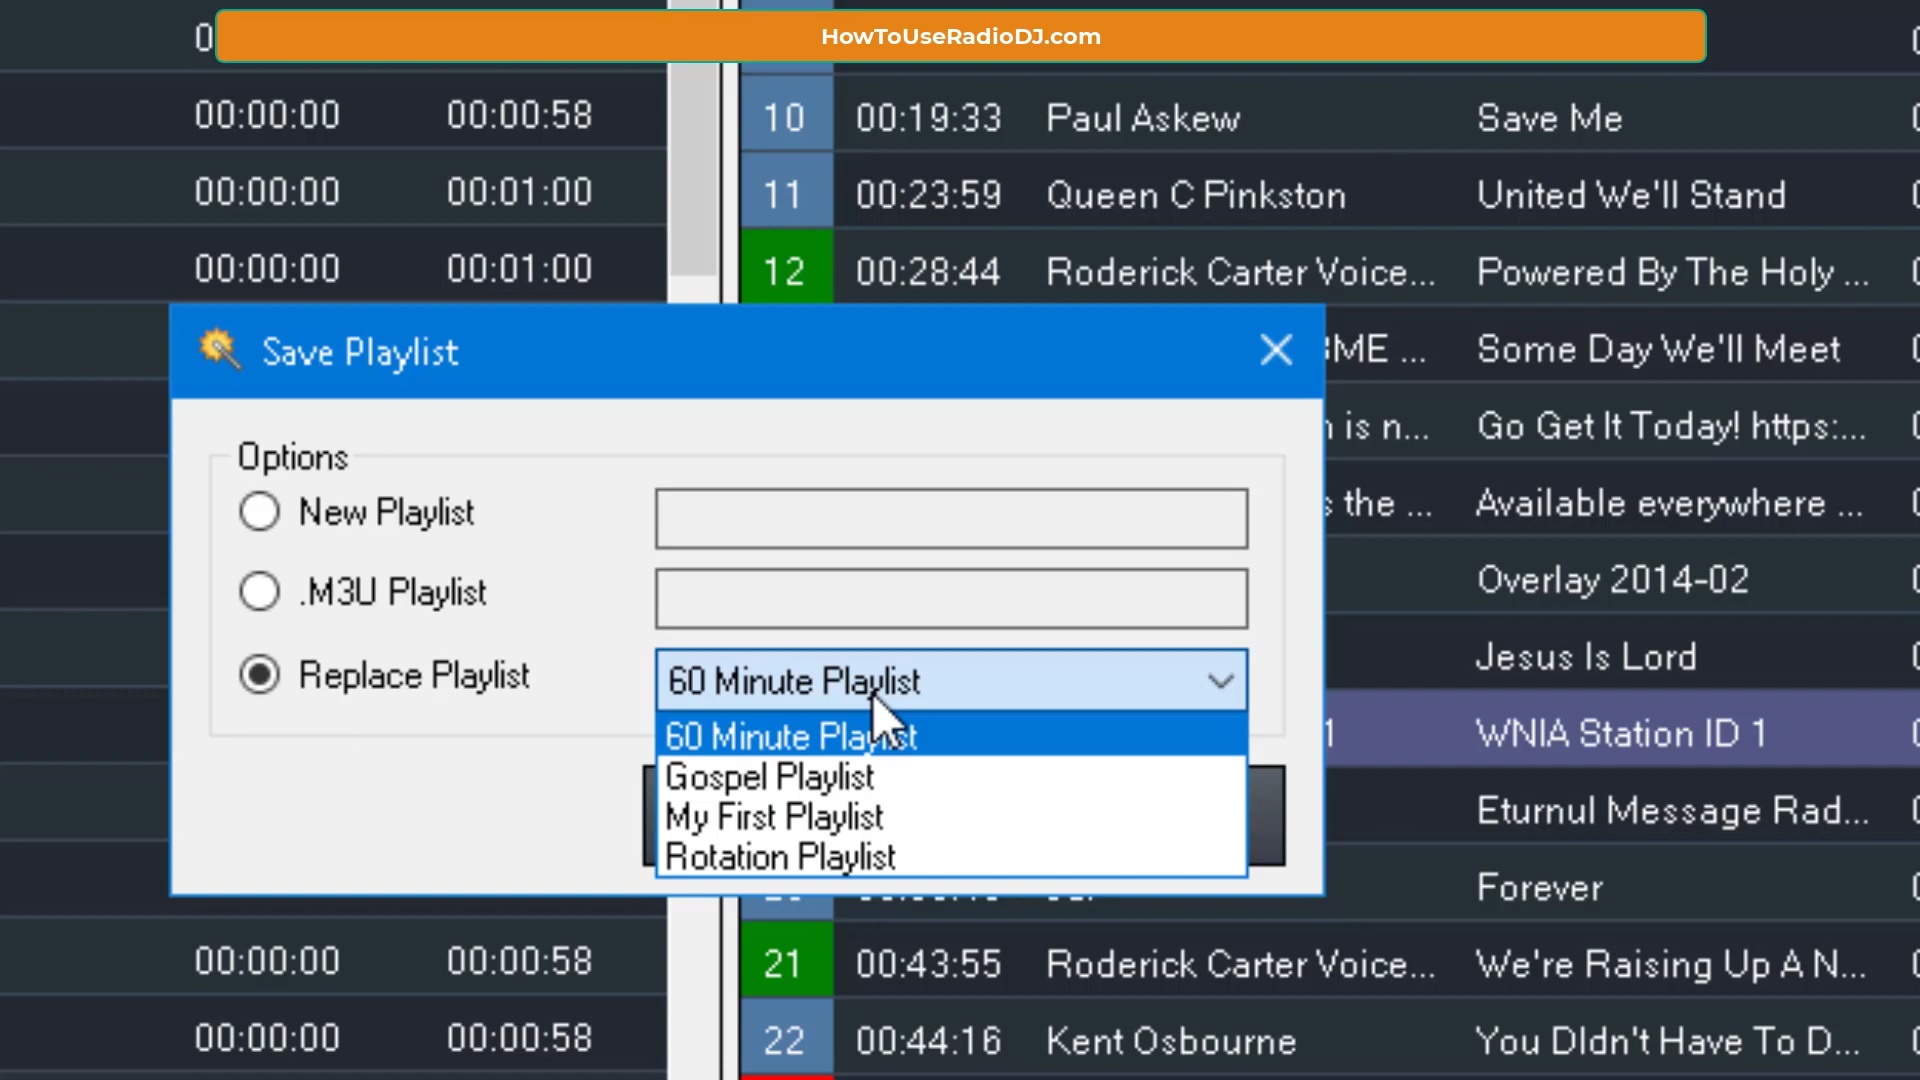 HowToUseRadioDJ.com
00:00:00 00:00:58 10 00:19:33 Paul Askew Save Me
00:00:00 00:01:00 11 00:23:59 Queen C Pinkston United We'll Stand
00:00:00 00:01:00 12 00:28:44 Roderick Carter Voice... Powered By The Holy ...
Save Playlist
ME ... Some Day We'll Meet
Options
is n... Go Get It Today! https:...
New Playlist
the ... Available everywhere ...
.M3U Playlist
Overlay 2014-02
Replace Playlist 60 Minute Playlist
Jesus Is Lord
60 Minute Playlist
1 WNIA Station ID 1
Gospel Playlist
My First Playlist
Eturnul Message Rad...
Rotation Playlist
Forever
00:00:00 00:00:58 21 00:43:55 Roderick Carter Voice... We're Raising Up A N...
00:00:00 00:00:58 22 00:44:16 Kent Osbourne You DIdn't Have To D...